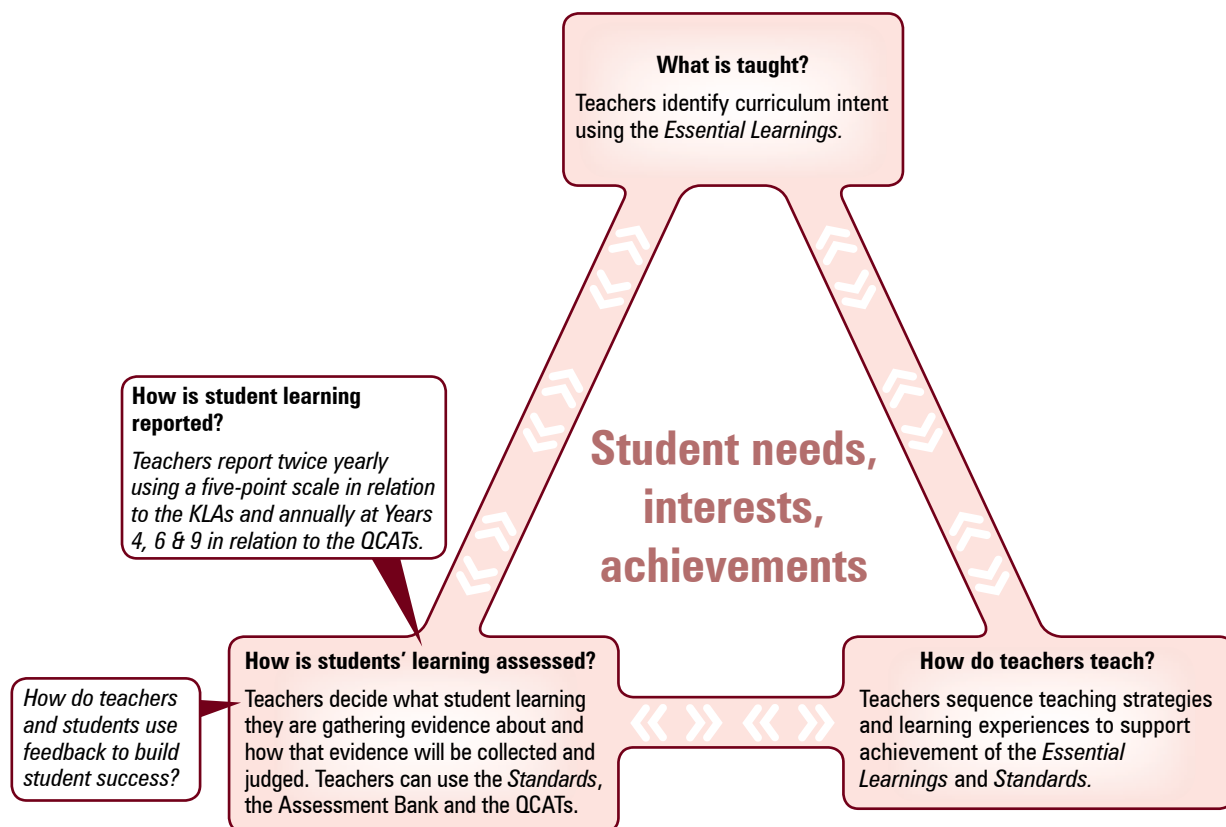 What is taught?
Teachers identify curriculum intent
using the Essential Learnings.
How is student learning
reported?
Teachers report twice yearly
using a five-point scale in relation
to the KLAs and annually at Years
4, 6 & 9 in relation to the QCATs.
Student needs,
interests,
achievements
How do teachers
and students use
feedback to build
student success?
How is students’ learning assessed?
Teachers decide what student learning
they are gathering evidence about and
how that evidence will be collected and
judged. Teachers can use the Standards,
the Assessment Bank and the QCATs.
How do teachers teach?
Teachers sequence teaching strategies
and learning experiences to support
achievement of the Essential
Learnings and Standards.